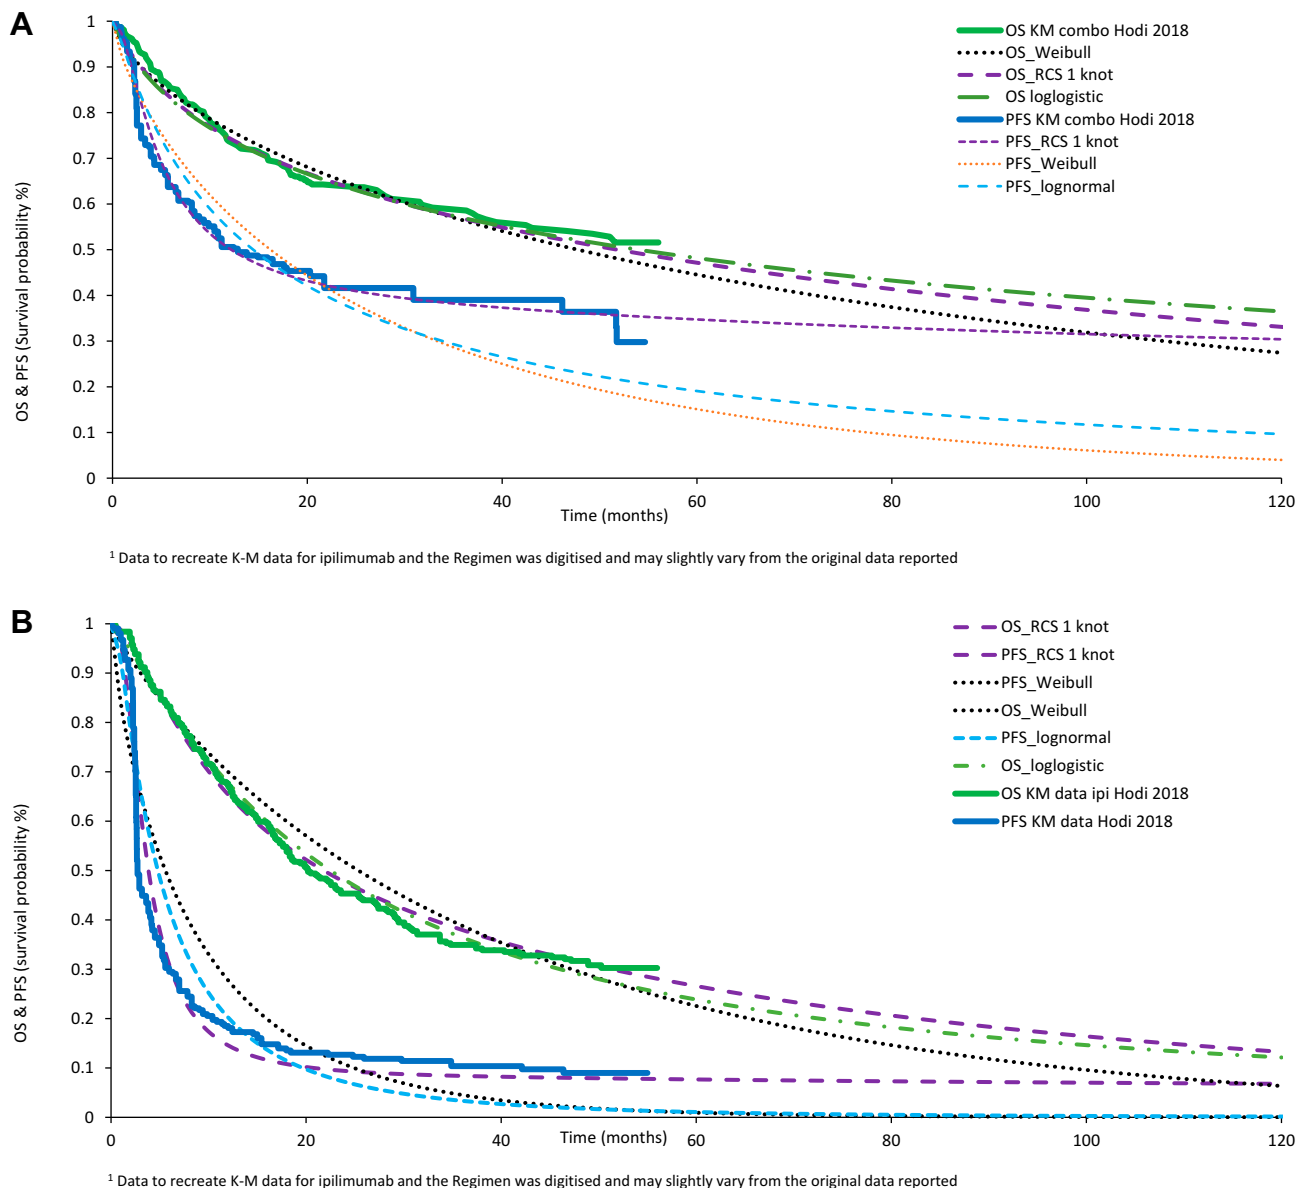 A
OS & PFS (Survival probability %)
1
0.9
0.8
0.7
0.6
0.5
0.4
0.3
0.2
0.1
0
0 20 40 60 80 100 120
Time (months)
OS KM combo Hodi 2018
OS_Weibull
OS_RCS 1 knot
OS loglogistic
PFS KM combo Hodi 2018
PFS_RCS 1 knot
PFS_Weibull
PFS_lognormal
1 Data to recreate K-M data for ipilimumab and the Regimen was digitised and may slightly vary from the original data reported
B
OS & PFS (survival probability %)
1
0.9
0.8
0.7
0.6
0.5
0.4
0.3
0.2
0.1
0
0 20 40 60 80 100 120
Time (months)
OS_RCS 1 knot
PFS_RCS 1 knot
PFS_Weibull
OS_Weibull
PFS_lognormal
OS_loglogistic
OS KM data ipi Hodi 2018
PFS KM data Hodi 2018
1 Data to recreate K-M data for ipilimumab and the Regimen was digitised and may slightly vary from the original data reported